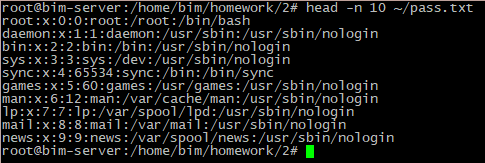 root@bim-server:/home/bim/homework/2# head -n 10 ~/pass.txt
root:x:0:0:root:/root:/bin/bash
daemon:x:1:1:daemon:/usr/sbin:/usr/sbin/nologin
bin:x:2:2:bin:/bin:/usr/sbin/nologin
sys:x:3:3:sys:/dev:/usr/sbin/nologin
sync:x:4:65534:sync:/bin:/bin/sync
games:x:5:60:games:/usr/games:/usr/sbin/nologin
man:x:6:12:man:/var/cache/man:/usr/sbin/nologin
lp:x:7:7:lp:/var/spool/lpd:/usr/sbin/nologin
mail:x:8:8:mail:/var/mail:/usr/sbin/nologin
news:x:9:9:news:/var/spool/news:/usr/sbin/nologin
root@bim-server:/home/bim/homework/2#